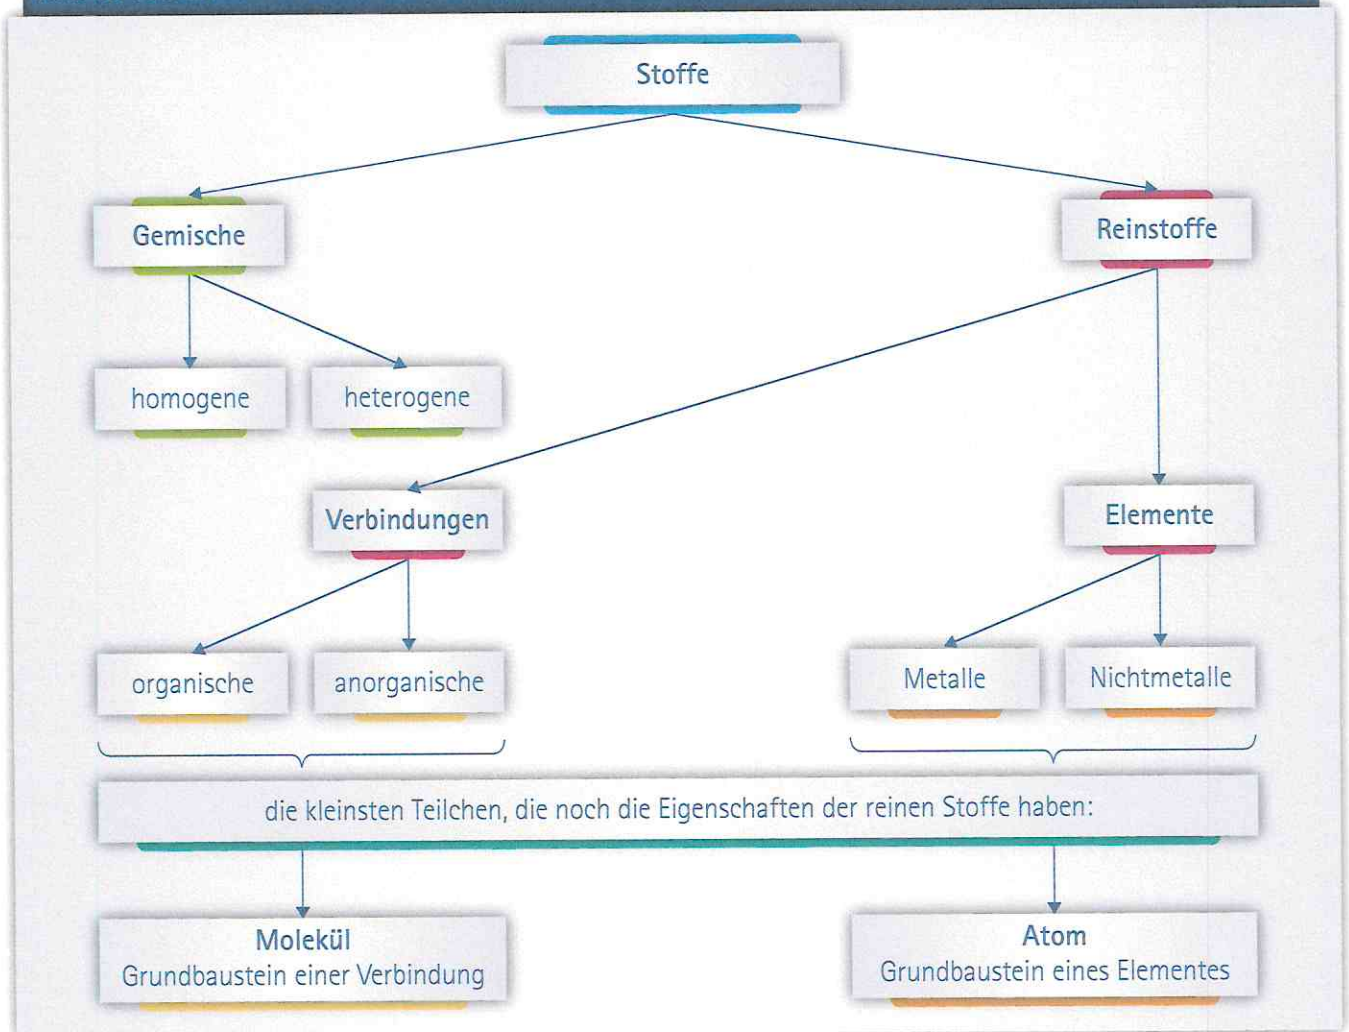 Stoffe
Gemische
Reinstoffe
homogene
heterogene
Verbindungen
Elemente
organische
anorganische
Metalle
Nichtmetalle
die kleinsten Teilchen, die noch die Eigenschaften der reinen Stoffe haben:
Molekül
Grundbaustein einer Verbindung
Atom
Grundbaustein eines Elementes